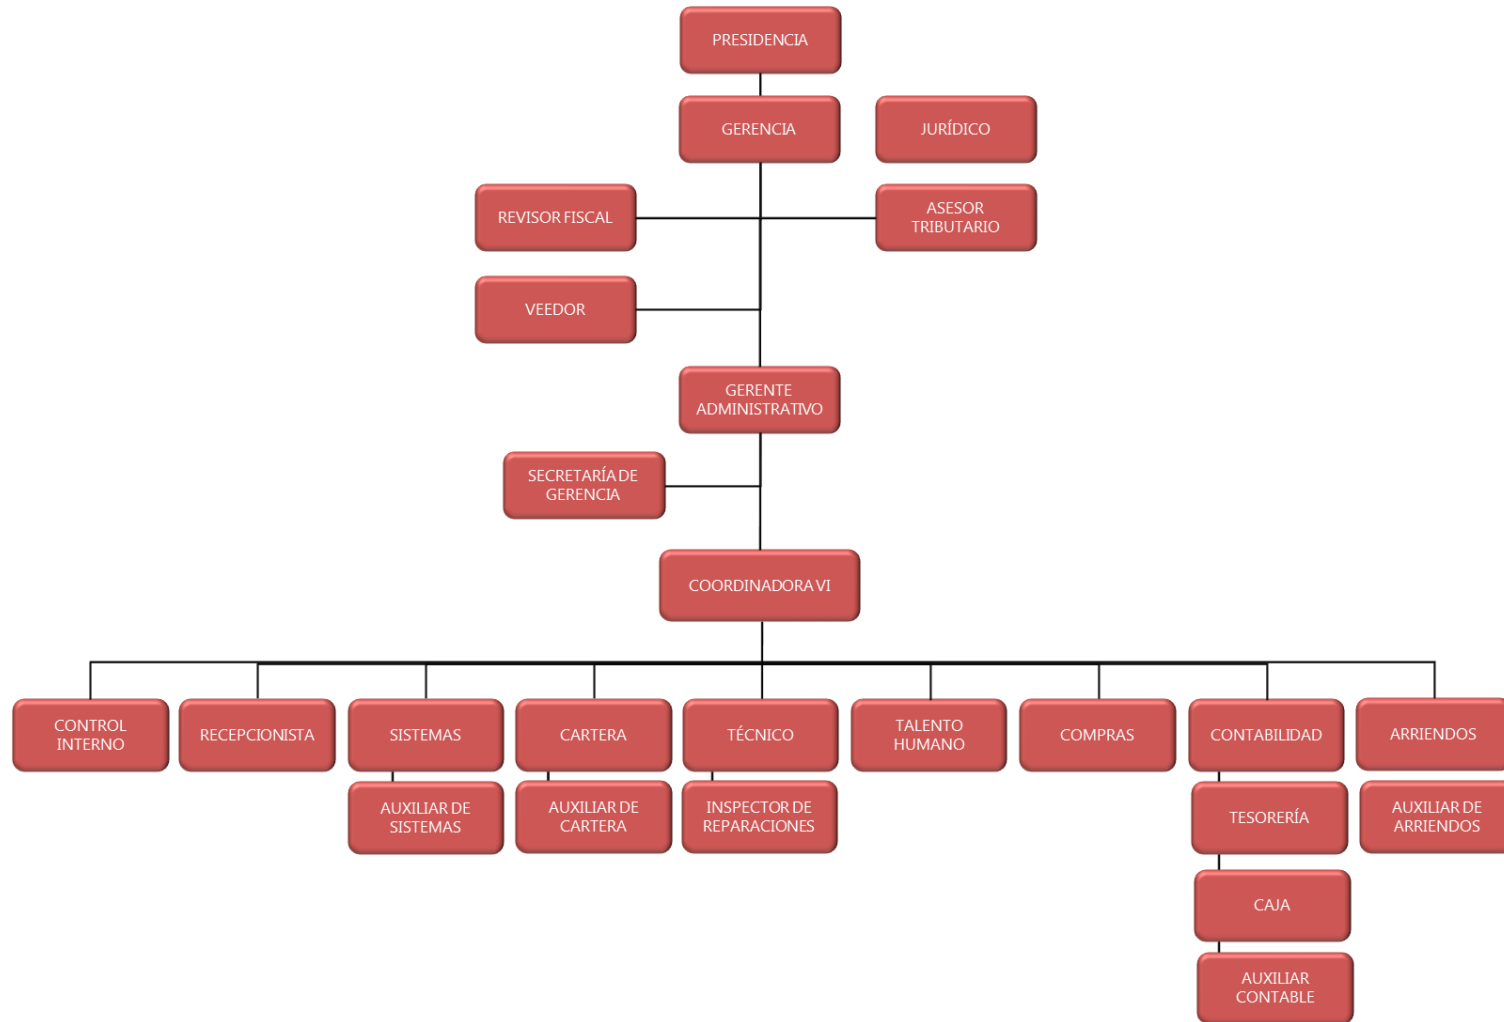 PRESIDENCIA
GERENCIA
JURÍDICO
REVISOR FISCAL
ASESOR
TRIBUTARIO
VEEDOR
GERENTE
ADMINISTRATIVO
SECRETARÍA DE
GERENCIA
COORDINADORA VI
CONTROL
INTERNO
RECEPCIONISTA
SISTEMAS
CARTERA
TÉCNICO
TALENTO
HUMANO
COMPRAS
CONTABILIDAD
ARRIENDOS
AUXILIAR DE
SISTEMAS
AUXILIAR DE
CARTERA
INSPECTOR DE
REPARACIONES
TESORERÍA
AUXILIAR DE
ARRIENDOS
CAJA
AUXILIAR
CONTABLE